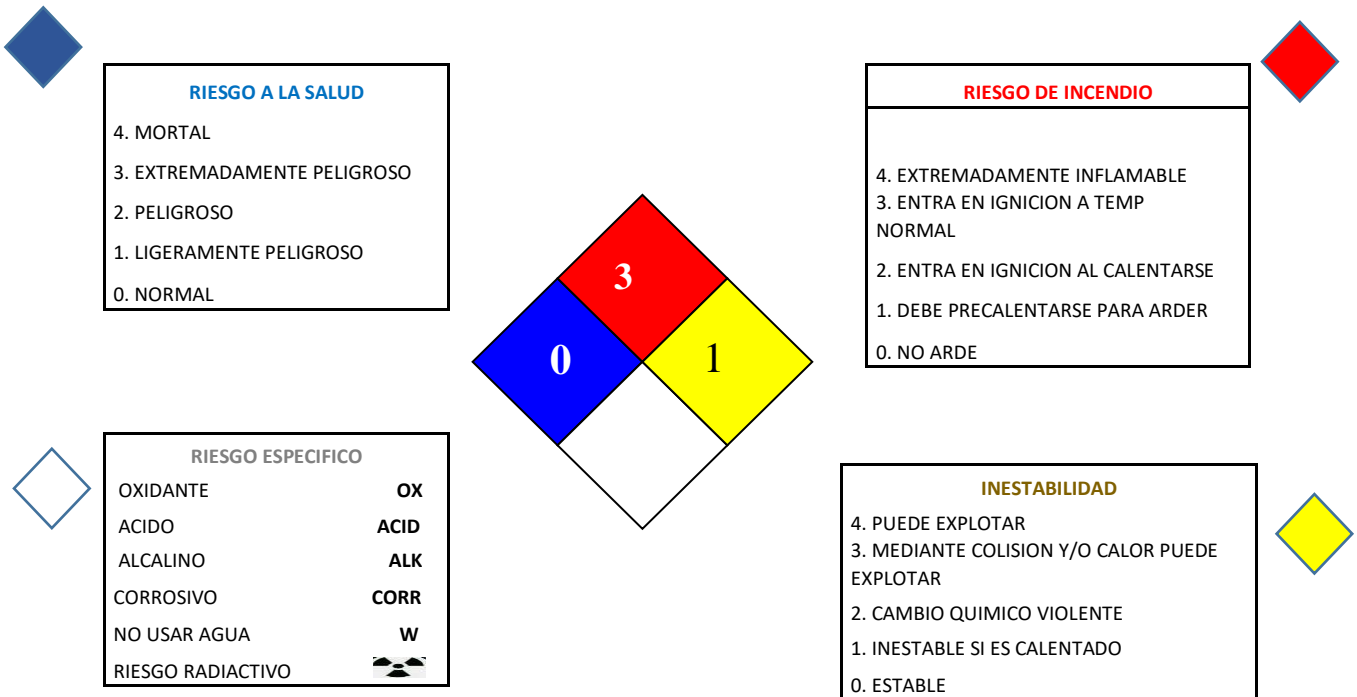 RIESGO A LA SALUD
4. MORTAL
3. EXTREMADAMENTE PELIGROSO
2. PELIGROSO
1. LIGERAMENTE PELIGROSO
0. NORMAL
RIESGO DE INCENDIO
4. EXTREMADAMENTE INFLAMABLE
3. ENTRA EN IGNICION A TEMP
NORMAL
2. ENTRA EN IGNICION AL CALENTARSE
1. DEBE PRECALENTARSE PARA ARDER
0. NO ARDE
3
0
1
RIESGO ESPECIFICO
OXIDANTE OX
ACIDO ACID
ALCALINO ALK
CORROSIVO CORR
NO USAR AGUA W
RIESGO RADIACTIVO
INESTABILIDAD
4. PUEDE EXPLOTAR
3. MEDIANTE COLISION Y/O CALOR PUEDE
EXPLOTAR
2. CAMBIO QUIMICO VIOLENTE
1. INESTABLE SI ES CALENTADO
0. ESTABLE